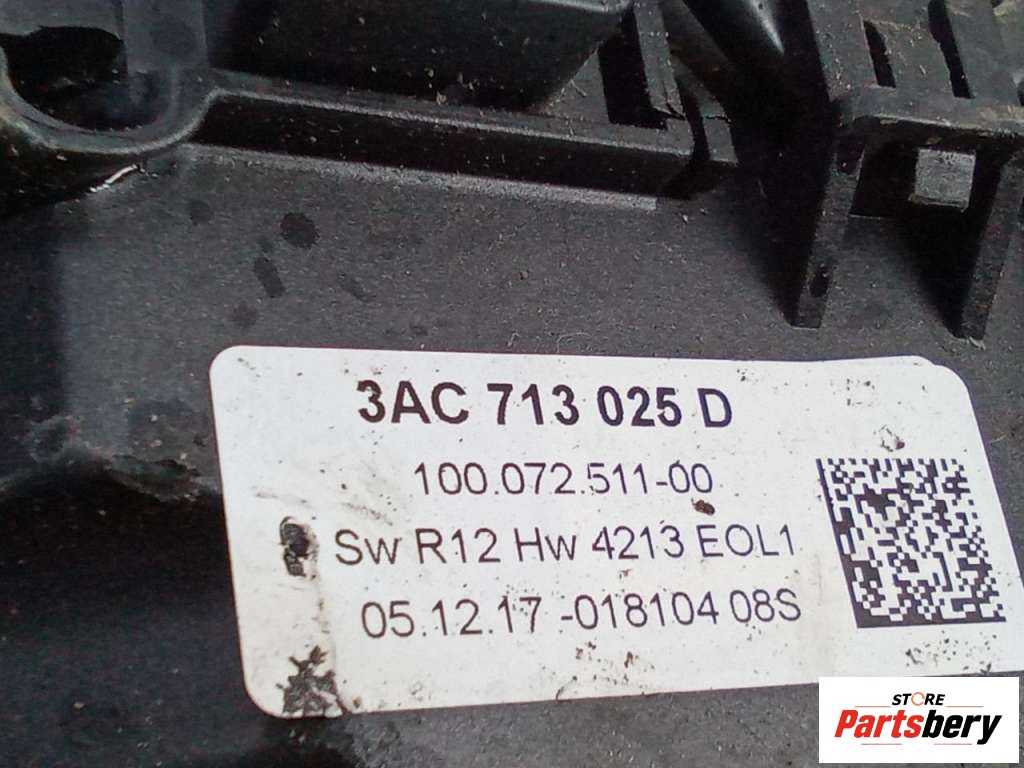 3AC 713 025 D
100.072.511-00
Sw R12 Hw 4213 EOL1
05.12.17 -018104 08S
STORE
Partsbery